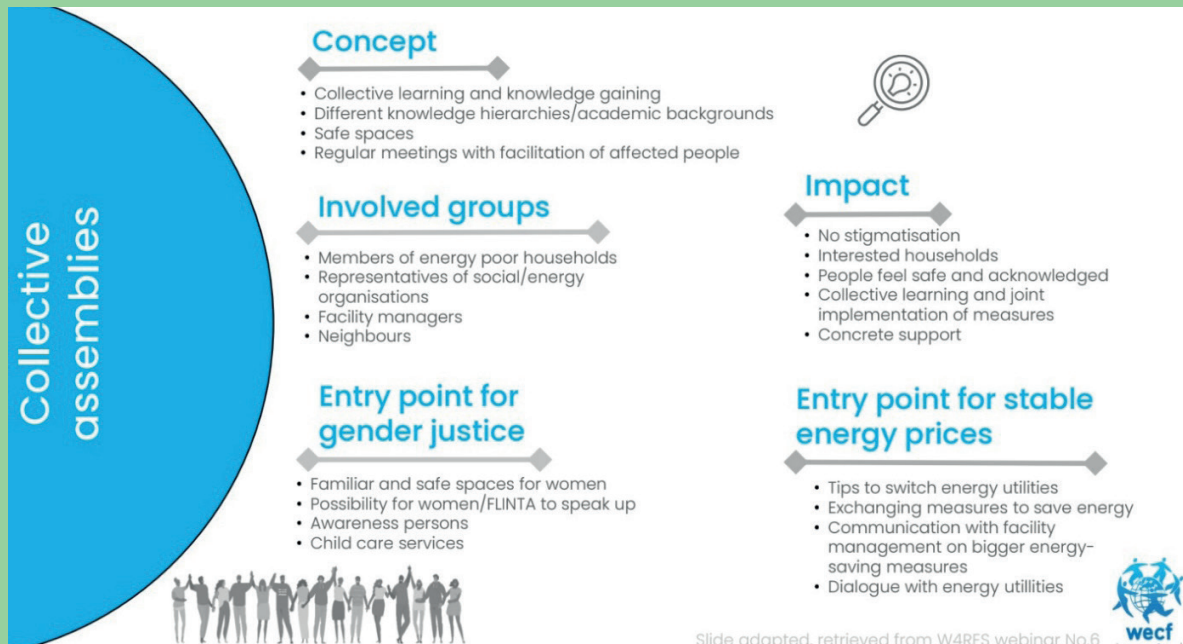 Collective
assemblies
Concept
• Collective learning and knowledge gaining
• Different knowledge hierarchies/academic backgrounds
• Safe spaces
• Regular meetings with facilitation of affected people
Involved groups
• Members of energy poor households
• Representatives of social/energy
organisations
• Facility managers
• Neighbours
Entry point for
gender justice
• Familiar and safe spaces for women
• Possibility for women/FLINTA to speak up
• Awareness persons
• Child care services
Impact
• No stigmatisation
• Interested households
• People feel safe and acknowledged
• Collective learning and joint
implementation of measures
• Concrete support
Entry point for stable
energy prices
• Tips to switch energy utilities
• Exchanging measures to save energy
• Communication with facility
management on bigger energy-
saving measures
• Dialogue with energy utillities
wecf
Slide adapted, retrieved from W4RES webinar No.6